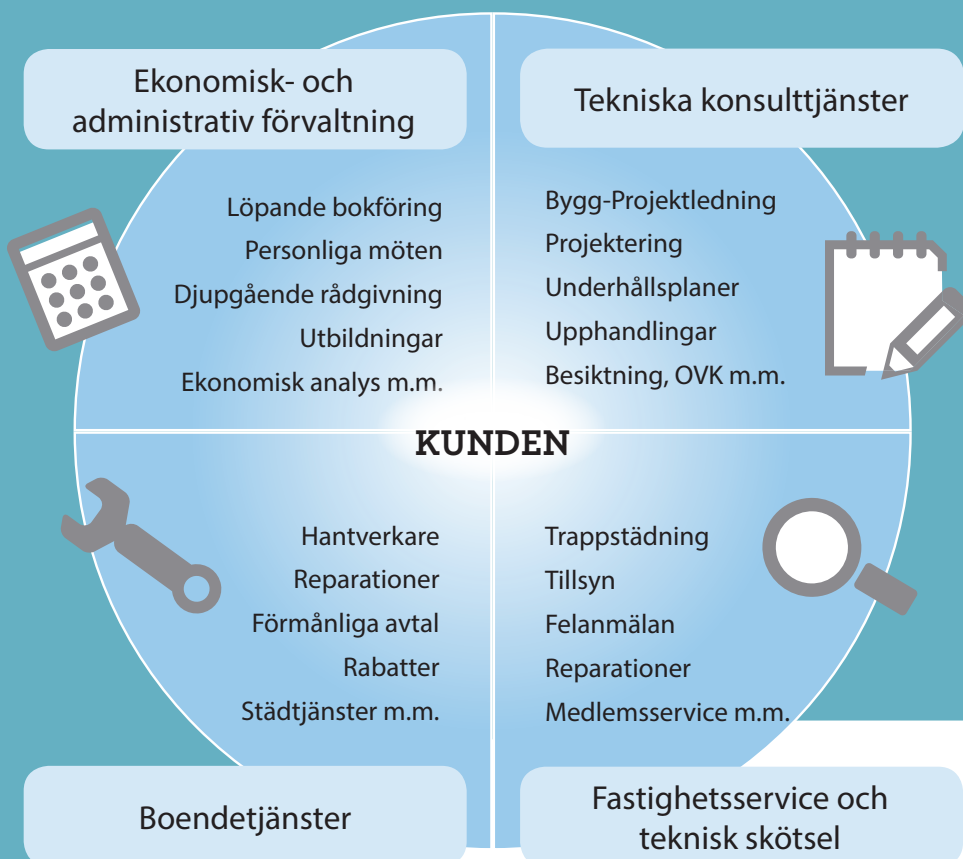 Ekonomisk- och
administrativ förvaltning
Löpande bokföring
Personliga möten
Djupgående rådgivning
Utbildningar
Ekonomisk analys m.m.
Tekniska konsulttjänster
Bygg-Projektledning
Projektering
Underhållsplaner
Upphandlingar
Besiktning, OVK m.m.
KUNDEN
Hantverkare
Reparationer
Förmånliga avtal
Rabatter
Städtjänster m.m.
Boendetjänster
Trappstädning
Tillsyn
Felanmälan
Reparationer
Medlemsservice m.m.
Fastighetsservice och
teknisk skötsel